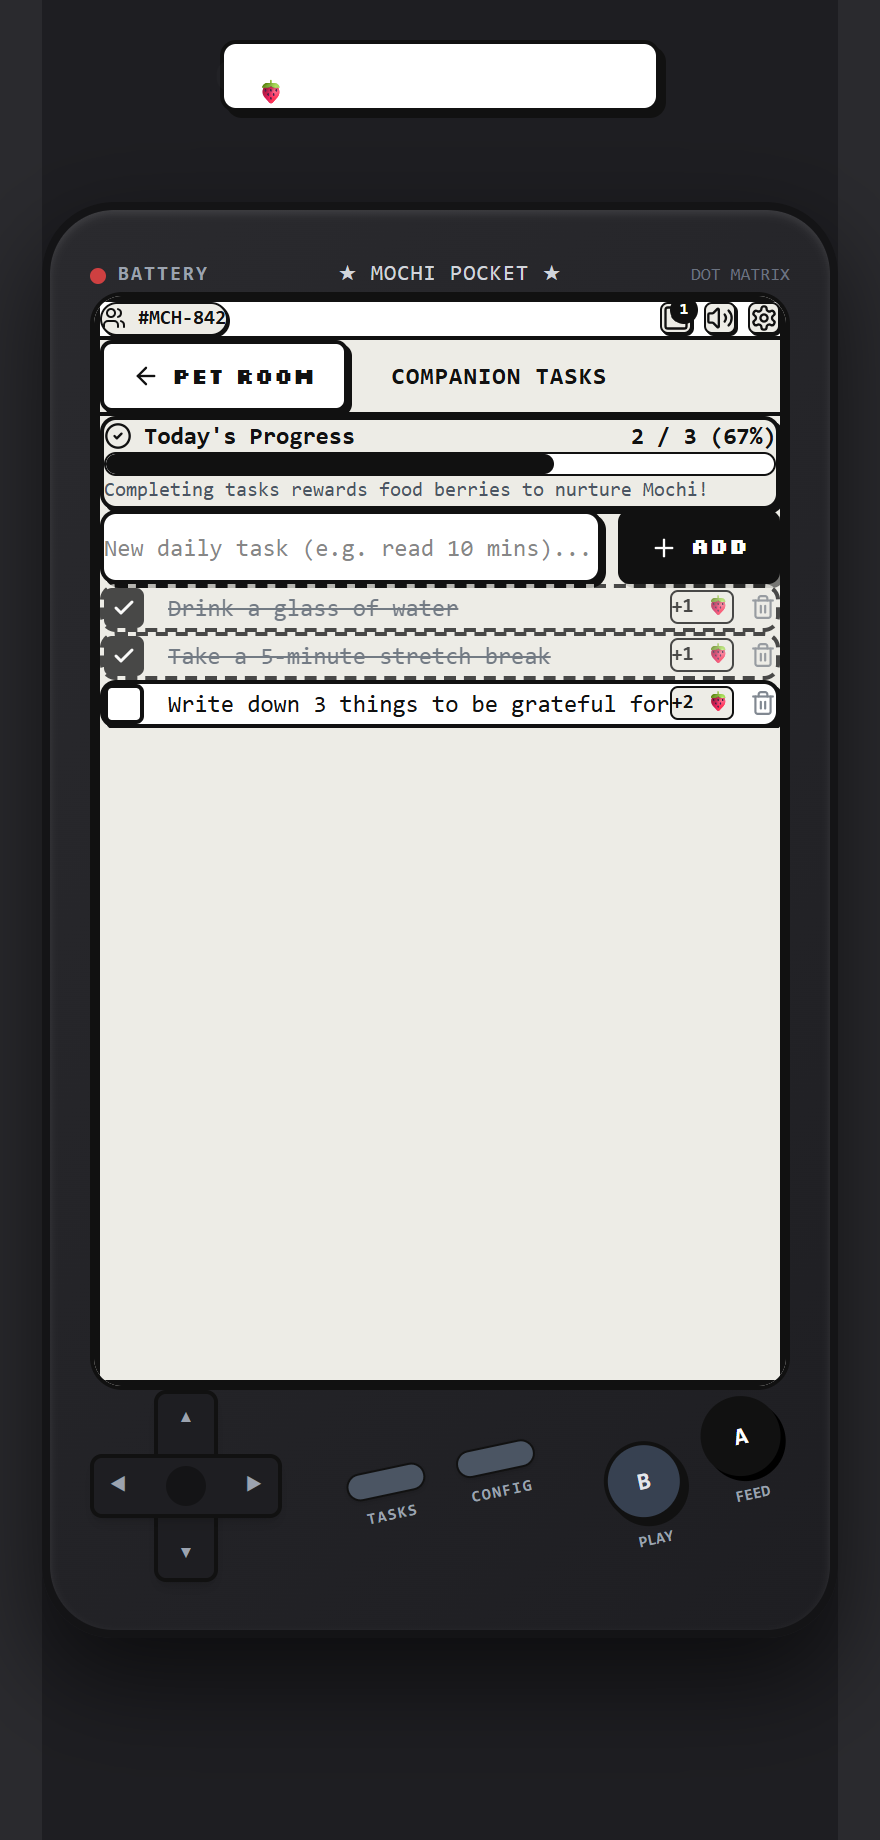 BATTERY ★ MOCHI POCKET ★ DOT MATRIX
#MCH-842 1
← PET ROOM COMPANION TASKS
Today's Progress 2 / 3 (67%)
Completing tasks rewards food berries to nurture Mochi!
New daily task (e.g. read 10 mins)... + ADD
Drink a glass of water +1
Take a 5-minute stretch break +1
Write down 3 things to be grateful for +2
A
B
TASKS CONFIG FEED
PLAY